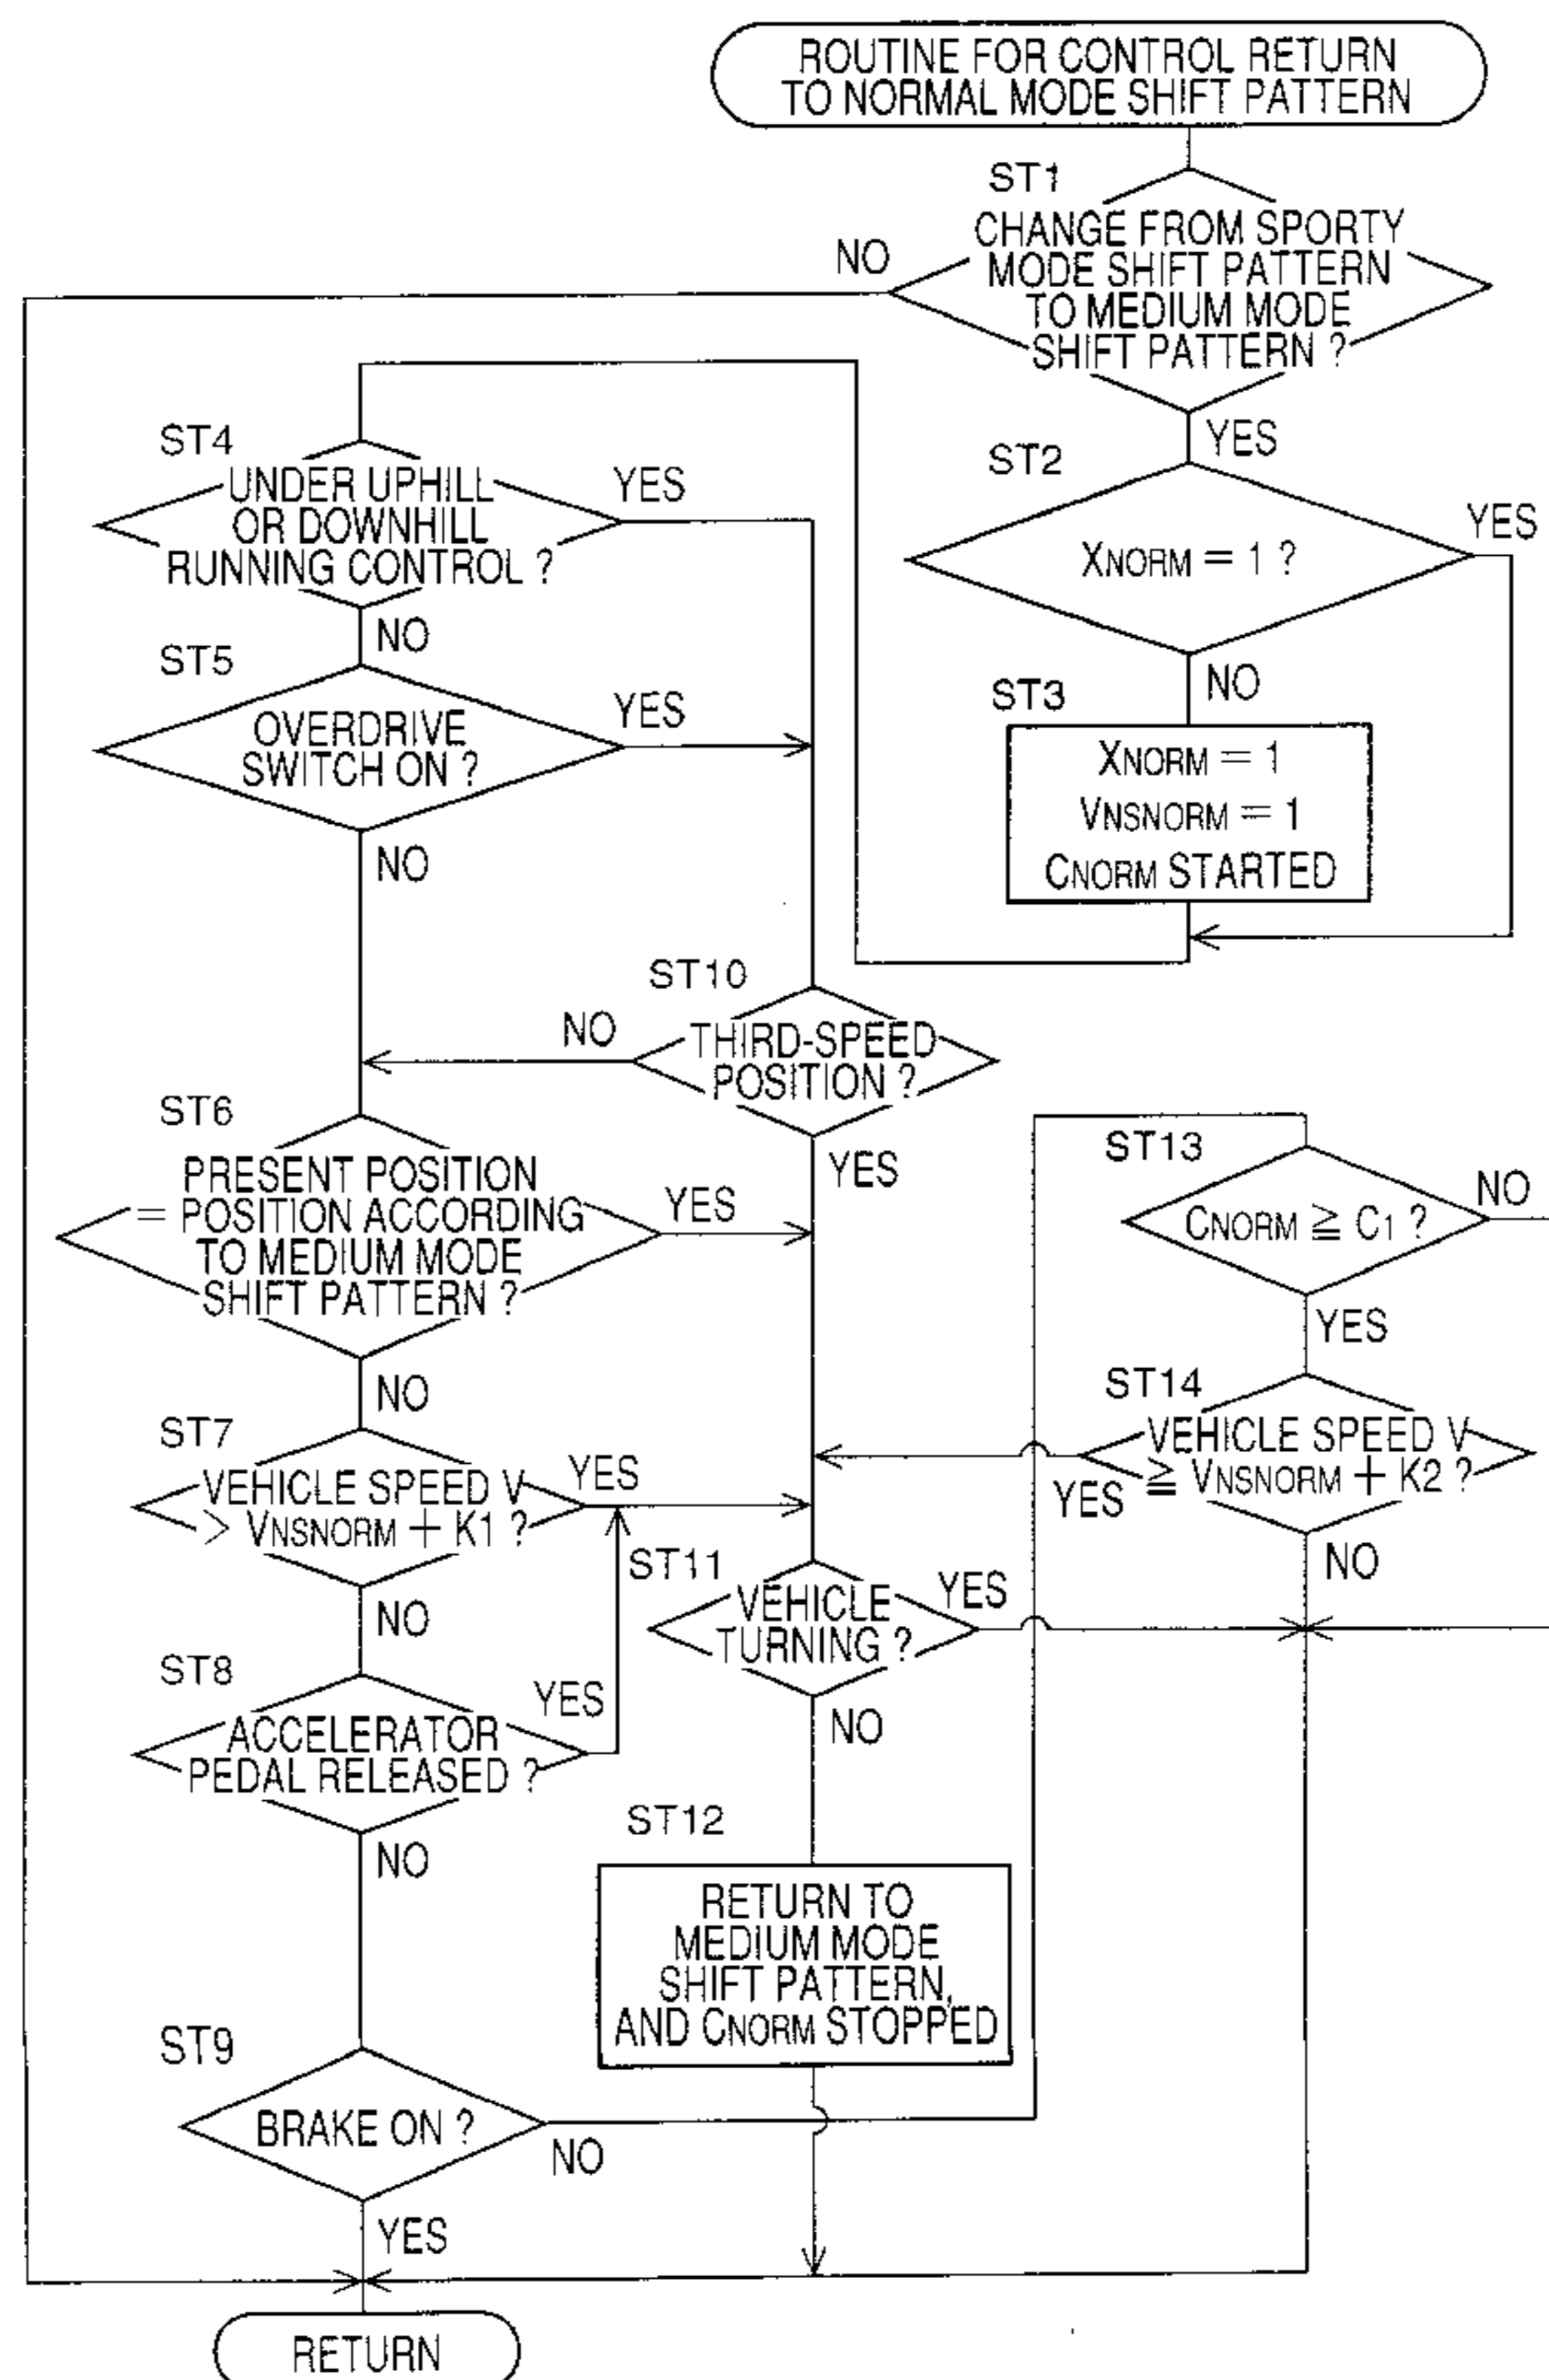 ROUTINE FOR CONTROL RETURN
TO NORMAL MODE SHIFT PATTERN
ST1
CHANGE FROM SPORTY
MODE SHIFT PATTERN
TO MEDIUM MODE
SHIFT PATTERN ?
NO
YES
ST2
XNORM = 1 ?
YES
NO
ST3
XNORM = 1
VNSNORM = 1
CNORM STARTED
ST4
UNDER UPHILL
OR DOWNHILL
RUNNING CONTROL ?
YES
NO
ST5
OVERDRIVE
SWITCH ON ?
YES
NO
ST10
THIRD-SPEED
POSITION ?
NO
YES
ST6
PRESENT POSITION
= POSITION ACCORDING
TO MEDIUM MODE
SHIFT PATTERN ?
YES
NO
ST7
VEHICLE SPEED V
> VNSNORM + K1 ?
YES
NO
ST8
ACCELERATOR
PEDAL RELEASED ?
YES
NO
ST9
BRAKE ON ?
NO
YES
ST11
VEHICLE
TURNING ?
YES
NO
ST12
RETURN TO
MEDIUM MODE
SHIFT PATTERN,
AND CNORM STOPPED
ST13
CNORM ≧ C1 ?
NO
YES
ST14
VEHICLE SPEED V
≧ VNSNORM + K2 ?
YES
NO
RETURN